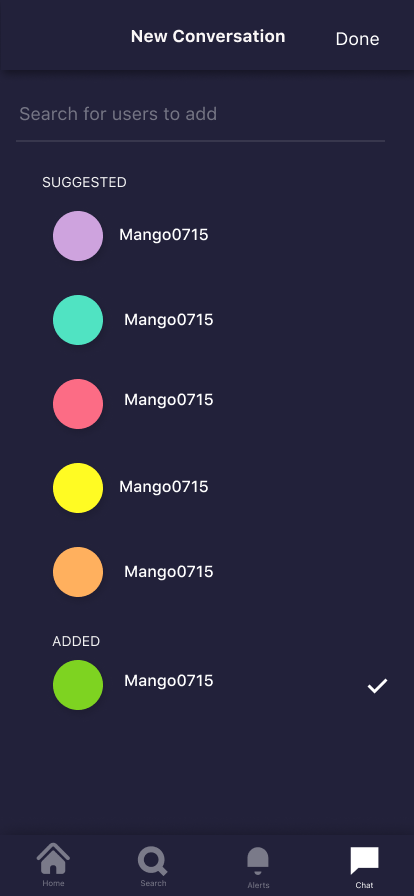 New Conversation
Done
Search for users to add
SUGGESTED
Mango0715
Mango0715
Mango0715
Mango0715
Mango0715
ADDED
Mango0715
Home
Search
Alerts
Chat